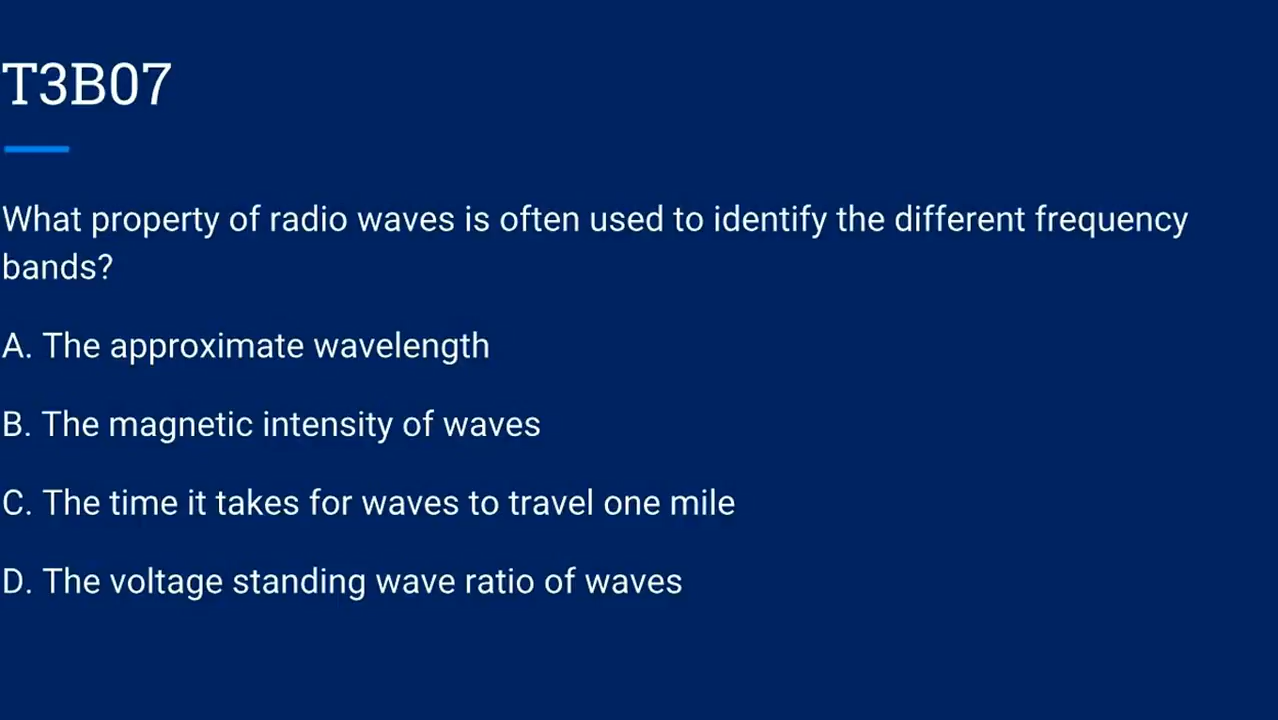 T3B07
What property of radio waves is often used to identify the different frequency
bands?
A. The approximate wavelength
B. The magnetic intensity of waves
C. The time it takes for waves to travel one mile
D. The voltage standing wave ratio of waves